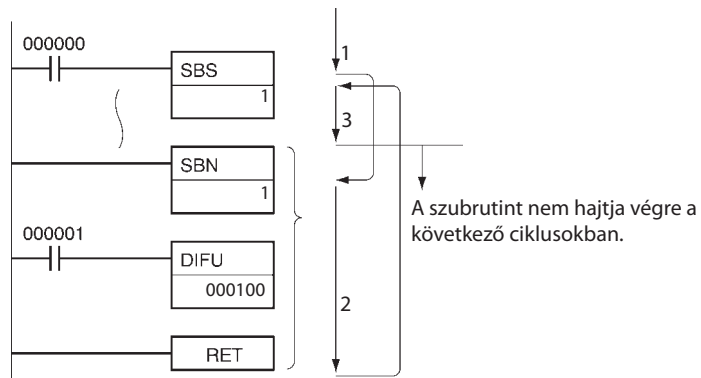 000000
SBS
1
1
3
SBN
1
A szubrutint nem hajtja végre a
következő ciklusokban.
000001
DIFU
000100
2
RET